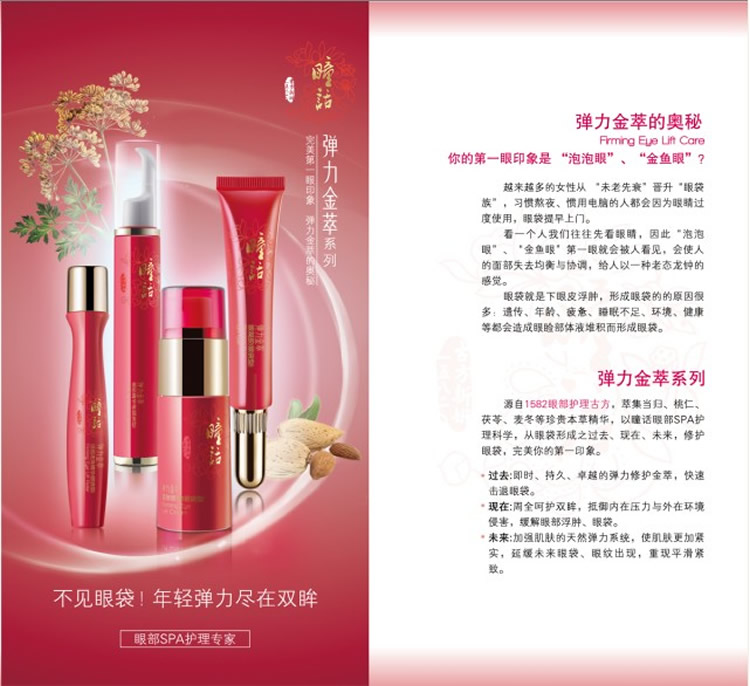 瞳話
弹力金萃系列
完美第一眼印象 弹力金萃的奥秘
瞳話
瞳話
瞳話
弹力金萃
弹力金萃
不见眼袋！年轻弹力尽在双眸
眼部SPA护理专家
弹力金萃的奥秘
Firming Eye Lift Care
你的第一眼印象是 “泡泡眼”、“金鱼眼”?
越来越多的女性从 “未老先衰”晋升“眼袋
族”，习惯熬夜、惯用电脑的人都会因为眼睛过
度使用，眼袋提早上门。
看一个人我们往往先看眼睛，因此“泡泡
眼”、“金鱼眼”第一眼就会被人看见，会使人
的面部失去均衡与协调，给人以一种老态龙钟的
感觉。
眼袋就是下眼皮浮肿，形成眼袋的的原因很
多：遗传、年龄、疲惫、睡眠不足、环境、健康
等都会造成眼睑部体液堆积而形成眼袋。
弹力金萃系列
源自1582眼部护理古方，萃集当归、桃仁、
茯苓、麦冬等珍贵本草精华，以瞳话眼部SPA护
理科学，从眼袋形成之过去、现在、未来，修护
眼袋，完美你的第一印象。
过去:即时、持久、卓越的弹力修护金萃，快速
击退眼袋。
现在:周全呵护双眸，抵御内在压力与外在环境
侵害，缓解眼部浮肿、眼袋。
未来:加强肌肤的天然弹力系统，使肌肤更加紧
实，延缓未来眼袋、眼纹出现，重现平滑紧
致。